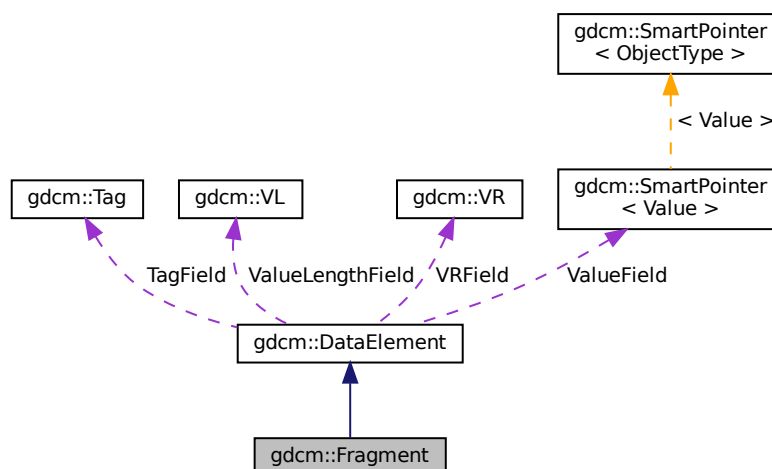 gdcm::SmartPointer
< ObjectType >
< Value >
gdcm::Tag
gdcm::VL
gdcm::VR
gdcm::SmartPointer
< Value >
TagField
ValueLengthField
VRField
ValueField
gdcm::DataElement
gdcm::Fragment